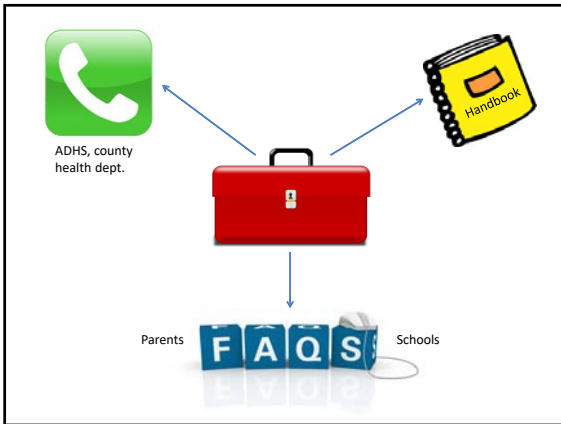 Handbook
ADHS, county
health dept.
Parents
FAQS
Schools